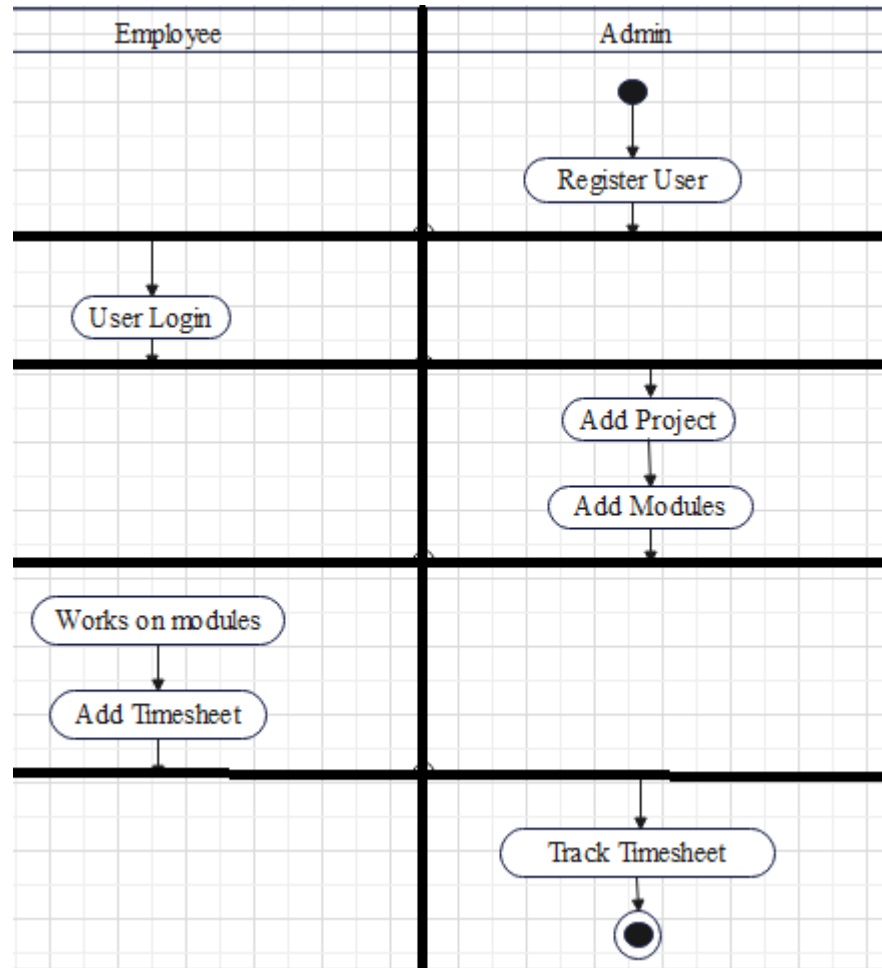 Employee
Admin
Register User
User Login
Add Project
Add Modules
Works on modules
Add Timesheet
Track Timesheet